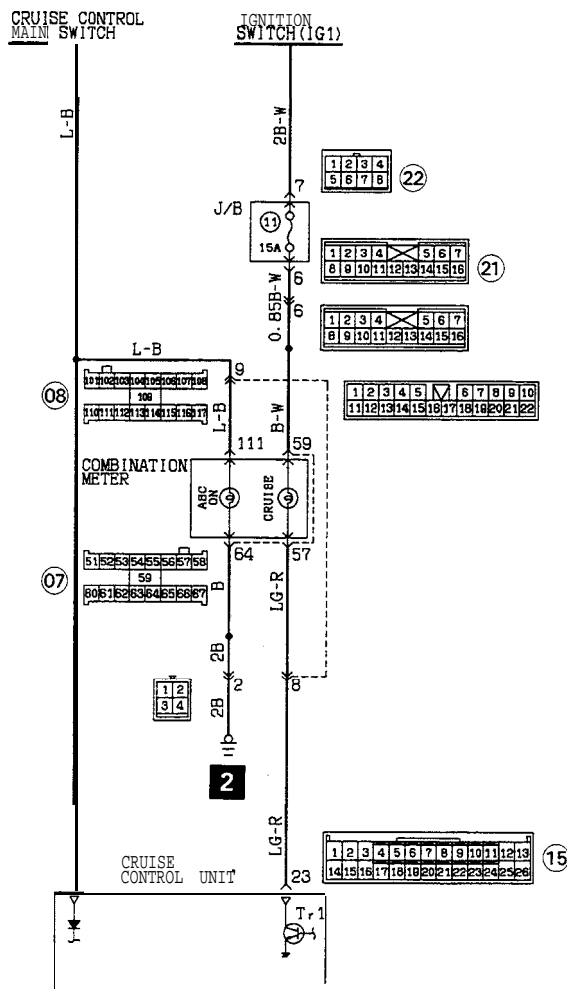 CRUISE CONTROL
MAIN SWITCH
IGNITION
SWITCH(IG1)
L-B
2B-W
1 2 3 4
5 6 7 8
22
7
J/B
11
15A
1 2 3 4 5 6 7
8 9 10 11 12 13 14 15 16
21
6
0.85B-W
6
1 2 3 4 5 6 7
8 9 10 11 12 13 14 15 16
L-B
9
08
101 102 103 104 105 106 107 108
109
110 111 112 113 114 115 116 117
L-B
B-W
1 2 3 4 5 6 7 8 9 10
11 12 13 14 15 16 17 18 19 20 21 22
111
59
COMBINATION
METER
ASC
ON
CRUISE
64
57
07
51 52 53 54 55 56 57 58
59
60 61 62 63 64 65 66 67
B
LG-R
2B
1 2
3 4
2
8
2B
2
LG-R
1 2 3 4 5 6 7 8 9 10 11 12 13
14 15 16 17 18 19 20 21 22 23 24 25 26
15
CRUISE
CONTROL UNIT
23
Tr1